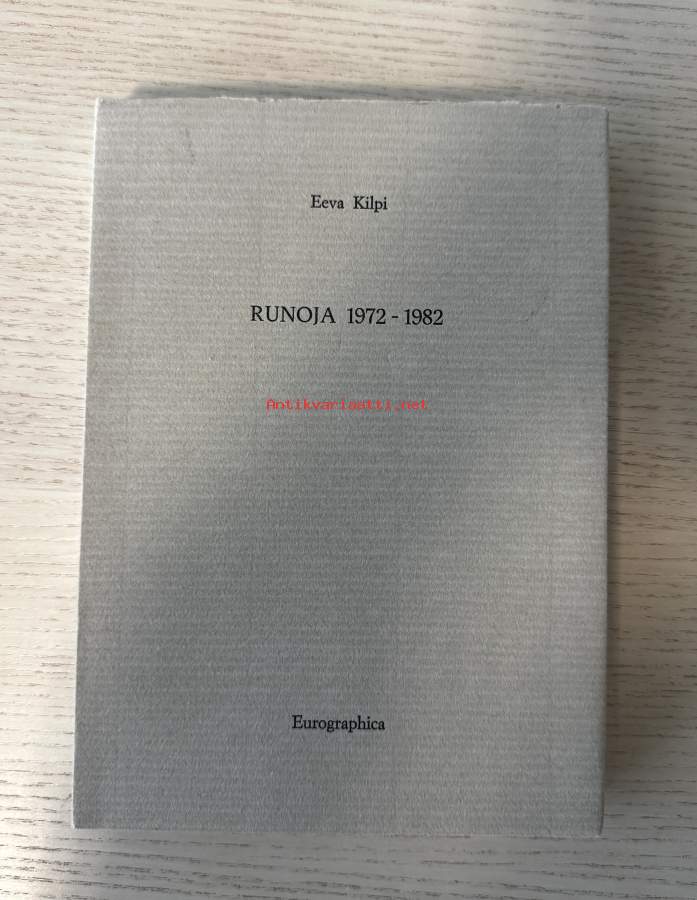 Eeva Kilpi
RUNOJA 1972 - 1982
Antikvariaatti.net
Eurographica